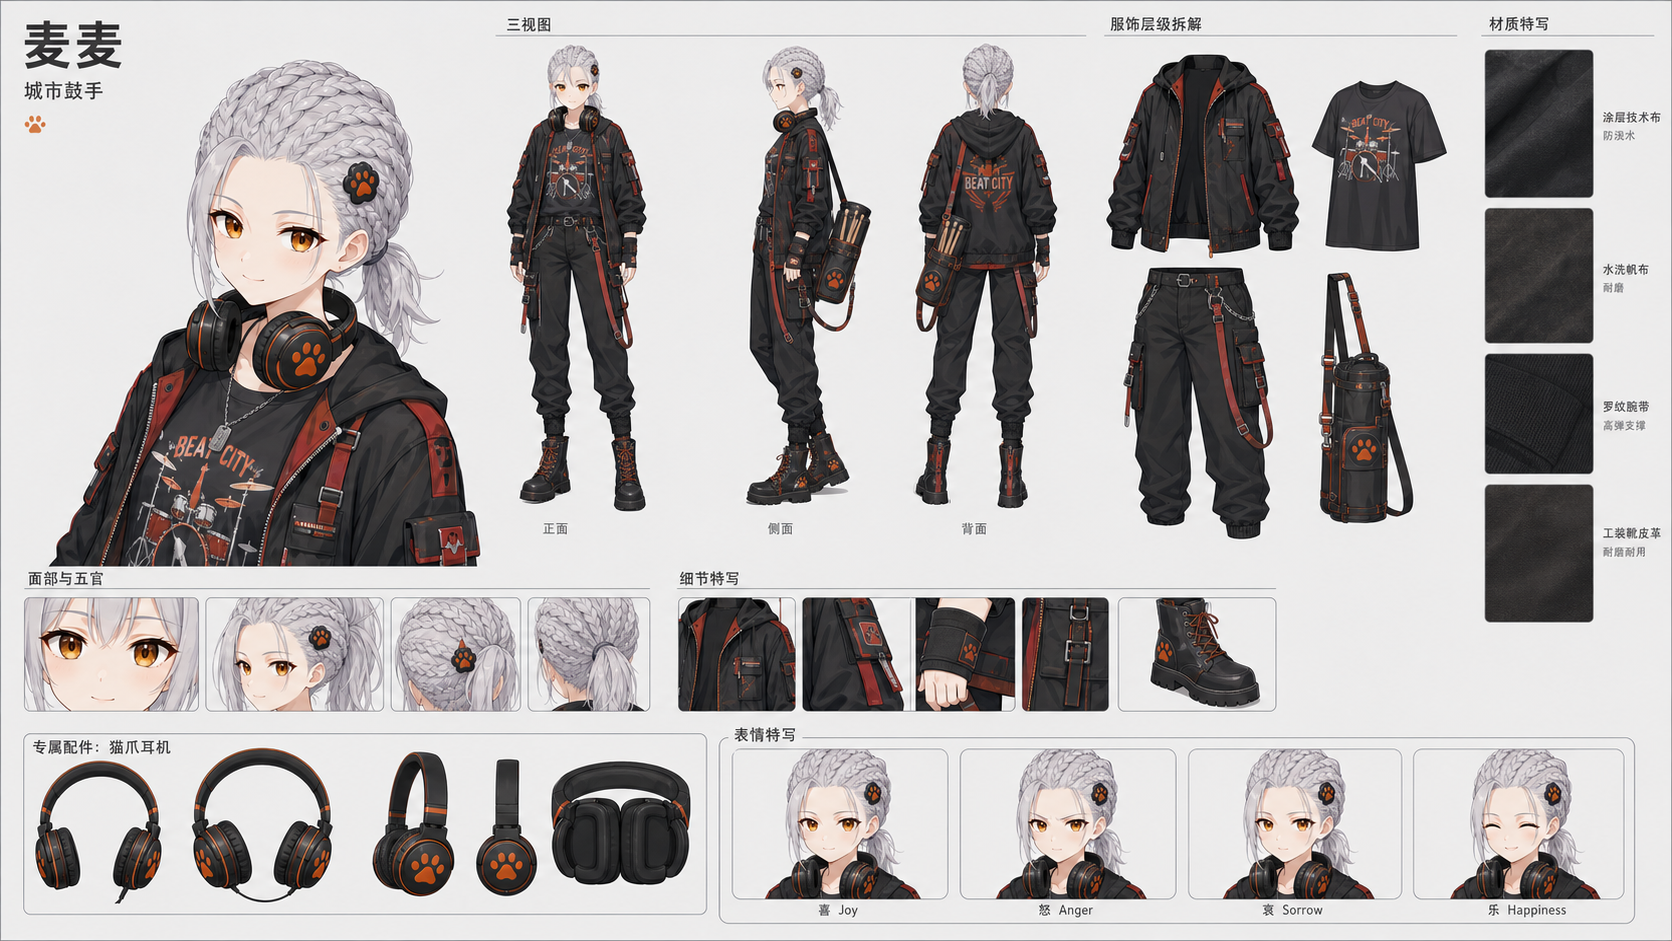 麦麦
城市鼓手
三视图
服饰层级拆解
材质特写
BEAT CITY
BEAT CITY
BEAT CITY
BEAT CITY
涂层技术布
防泼水
水洗帆布
耐磨
罗纹腕带
高弹支撑
工装靴皮革
耐磨耐用
正面
侧面
背面
面部与五官
细节特写
专属配件：猫爪耳机
表情特写
喜 Joy
怒 Anger
哀 Sorrow
乐 Happiness